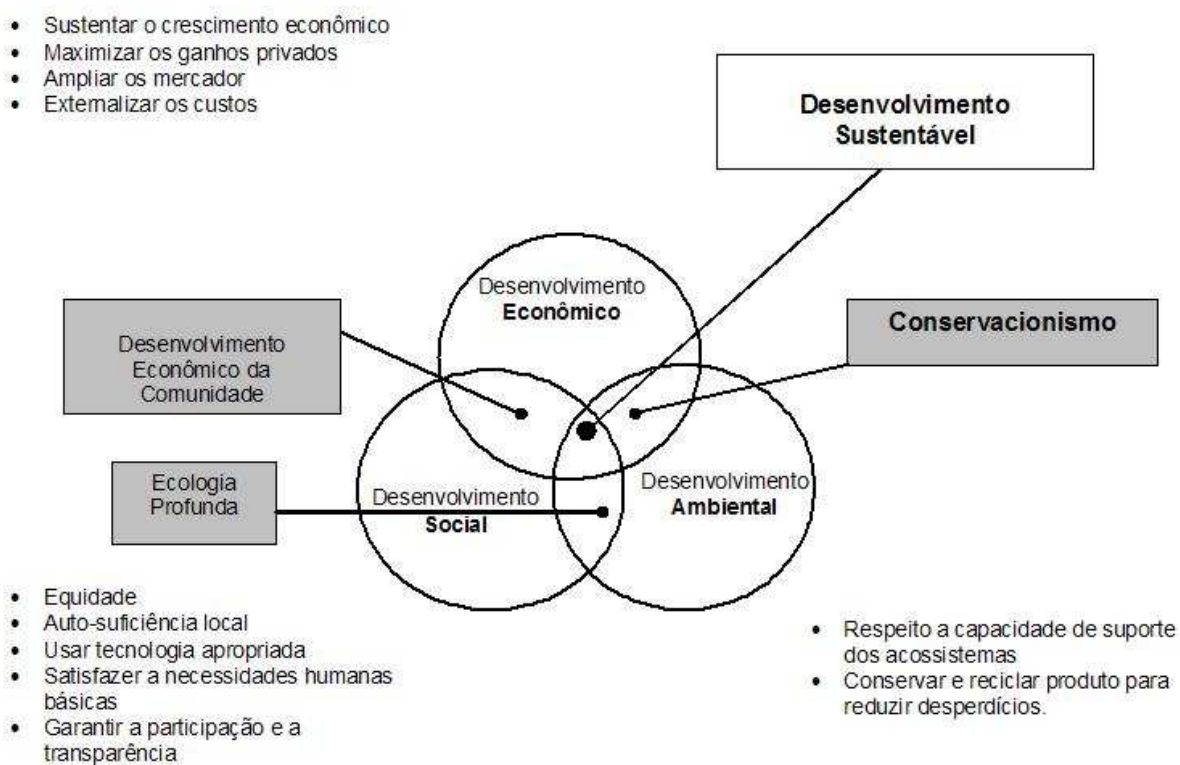 • Sustentar o crescimento econômico
• Maximizar os ganhos privados
• Ampliar os mercador
• Externalizar os custos
Desenvolvimento
Sustentável
Desenvolvimento
Econômico
Desenvolvimento
Econômico da
Comunidade
Conservacionismo
Ecologia
Profunda
Desenvolvimento
Social
Desenvolvimento
Ambiental
• Equidade
• Auto-suficiência local
• Usar tecnologia apropriada
• Satisfazer a necessidades humanas
básicas
• Garantir a participação e a
transparência
• Respeito a capacidade de suporte
dos acossistemas
• Conservar e reciclar produto para
reduzir desperdícios.